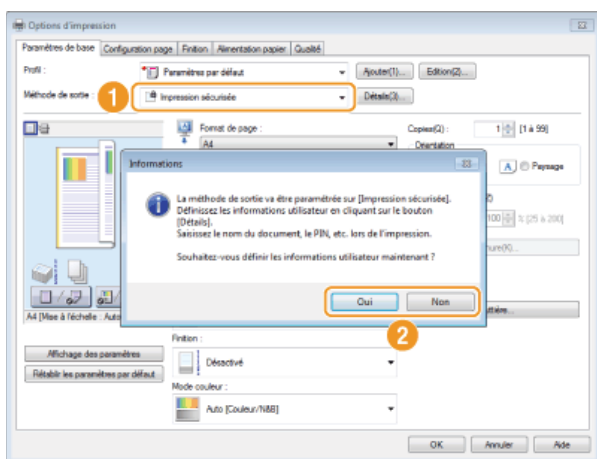 Options d'impression
Paramètres de base Configuration page Finition Alimentation papier Qualité
Profil : Paramètres par défaut Ajouter(1)... Edition(2)...
Méthode de sortie : 1 Impression sécurisée Détails(3)...
Format de page : Copies(Q) : 1 [1 à 99]
A4 Orientation
Informations
A Paysage
La méthode de sortie va être paramétrée sur [Impression sécurisée].
Définissez les informations utilisateur en cliquant sur le bouton
[Détails].
Saisissez le nom du document, le PIN, etc. lors de l'impression.
100 % [25 à 200]
Souhaitez-vous définir les informations utilisateur maintenant ?
Oui Non
2
A4 [Mise à l'échelle : Auto
Finition :
Affichage des paramètres
Désactivé
Rétablir les paramètres par défaut
Mode couleur :
Auto [Couleur/N&B]
OK Annuler Aide